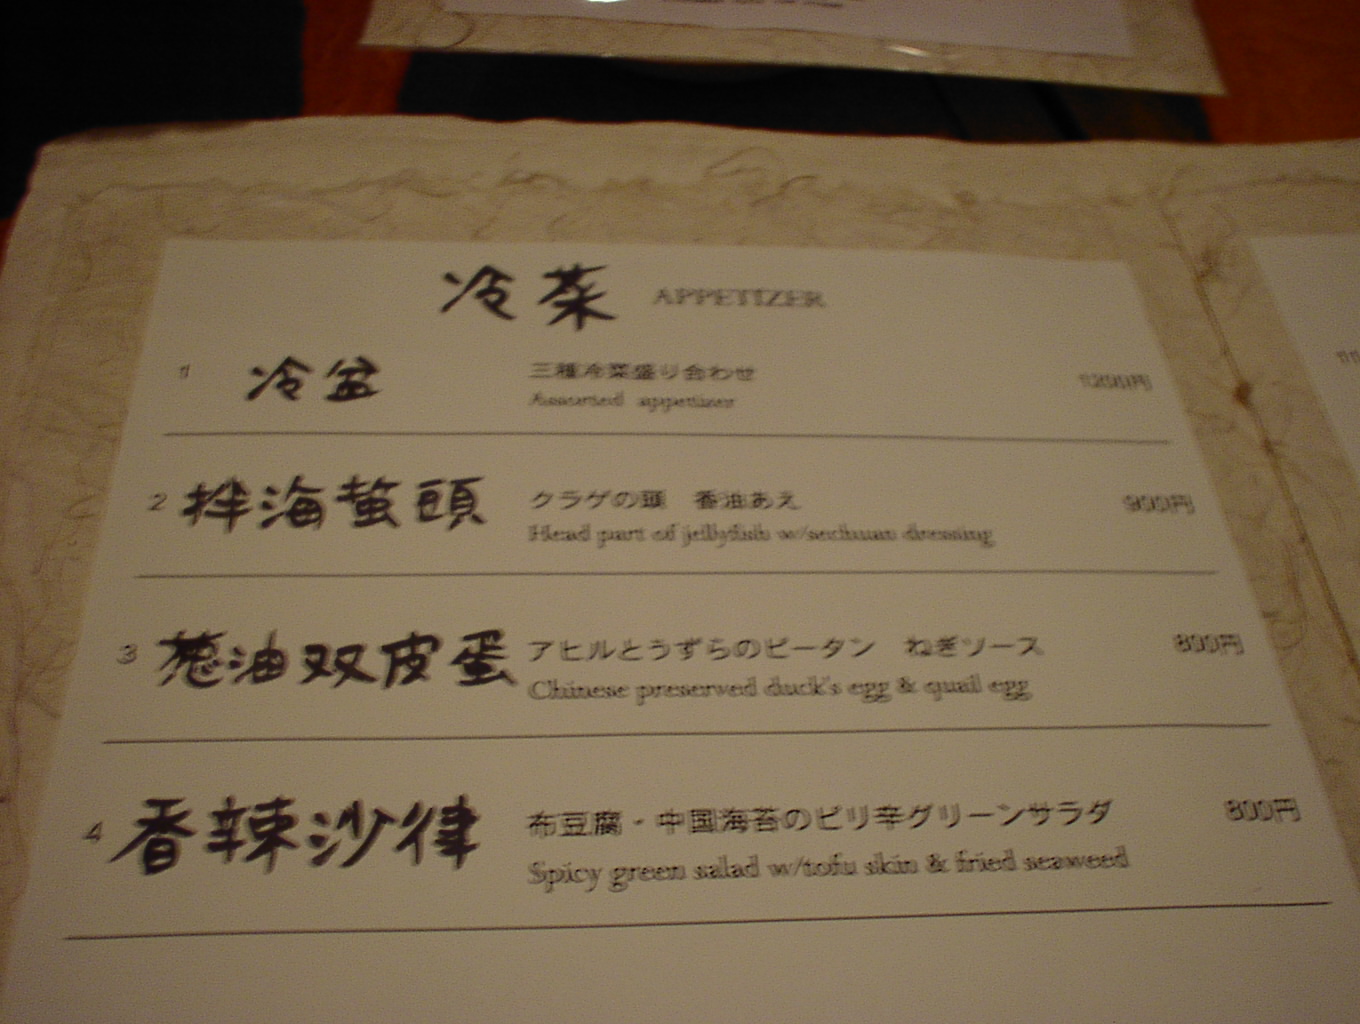 冷菜 APPETIZER
1 冷盆 三種冷菜盛り合わせ 1200円
Assorted appetizer
2 拌海蜇頭 クラゲの頭 香油あえ 900円
Head part of jellyfish w/sechuan dressing
3 葱油双皮蛋 アヒルとうずらのピータン ねぎソース 800円
Chinese preserved duck's egg & quail egg
4 香辣沙律 布豆腐・中国海苔のピリ辛グリーンサラダ 800円
Spicy green salad w/tofu skin & fried seaweed
11